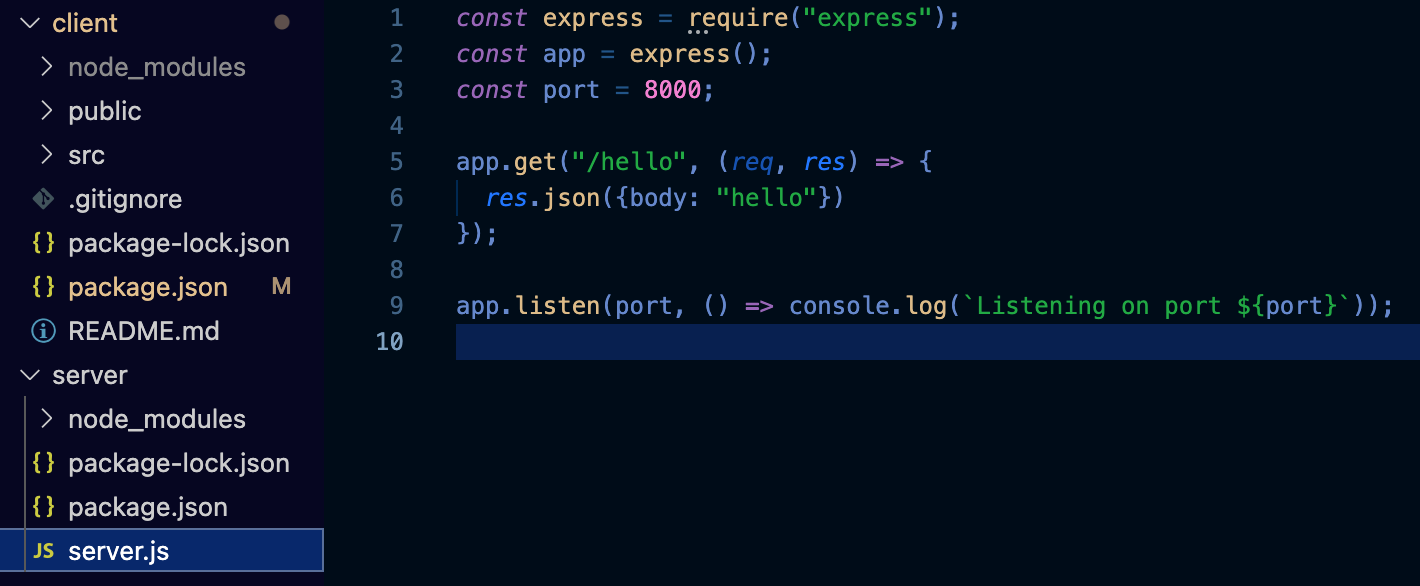 client
node_modules
public
src
.gitignore
{} package-lock.json
{} package.json M
README.md
server
node_modules
{} package-lock.json
{} package.json
JS server.js
1 const express = require("express");
2 const app = express();
3 const port = 8000;
4
5 app.get("/hello", (req, res) => {
6 res.json({body: "hello"})
7 });
8
9 app.listen(port, () => console.log(`Listening on port ${port}`));
10